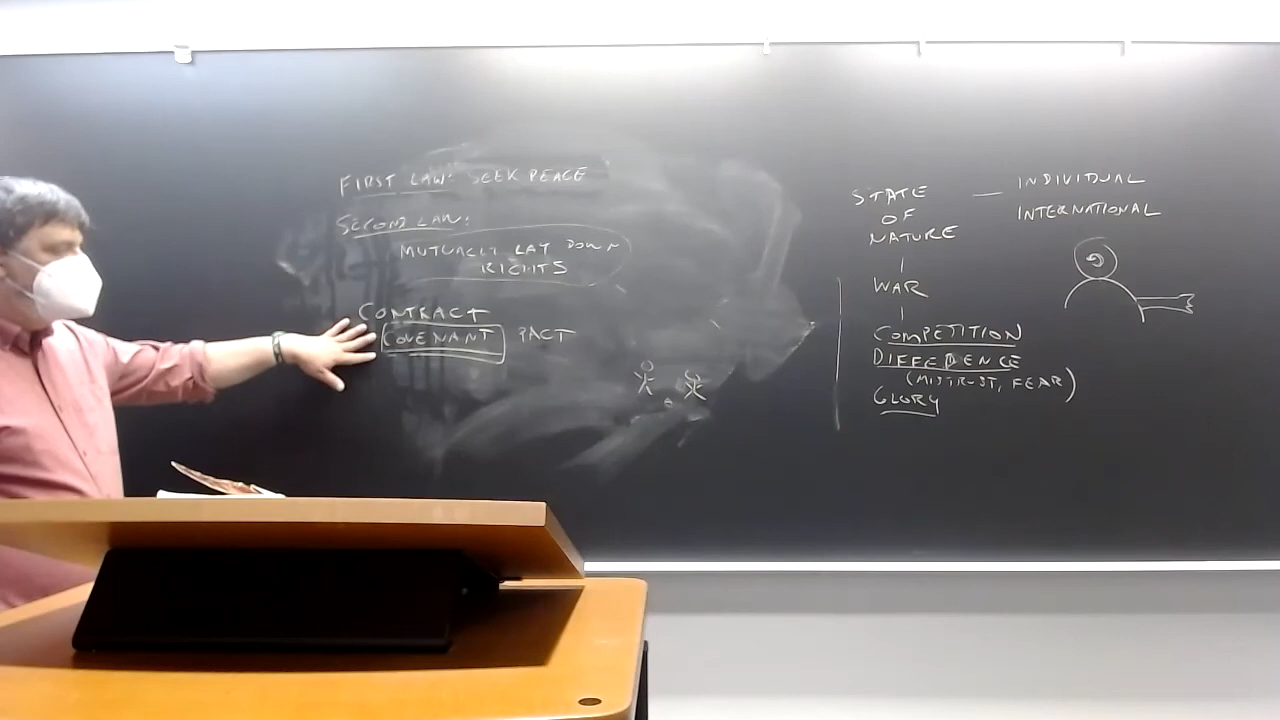 FIRST LAW: SEEK PEACE
SECOND LAW:
MUTUALLY LAY DOWN
RIGHTS
CONTRACT
COVENANT PACT
STATE
OF
NATURE
— INDIVIDUAL
INTERNATIONAL
WAR
COMPETITION
DIFFERENCE
(MISTRUST, FEAR)
GLORY